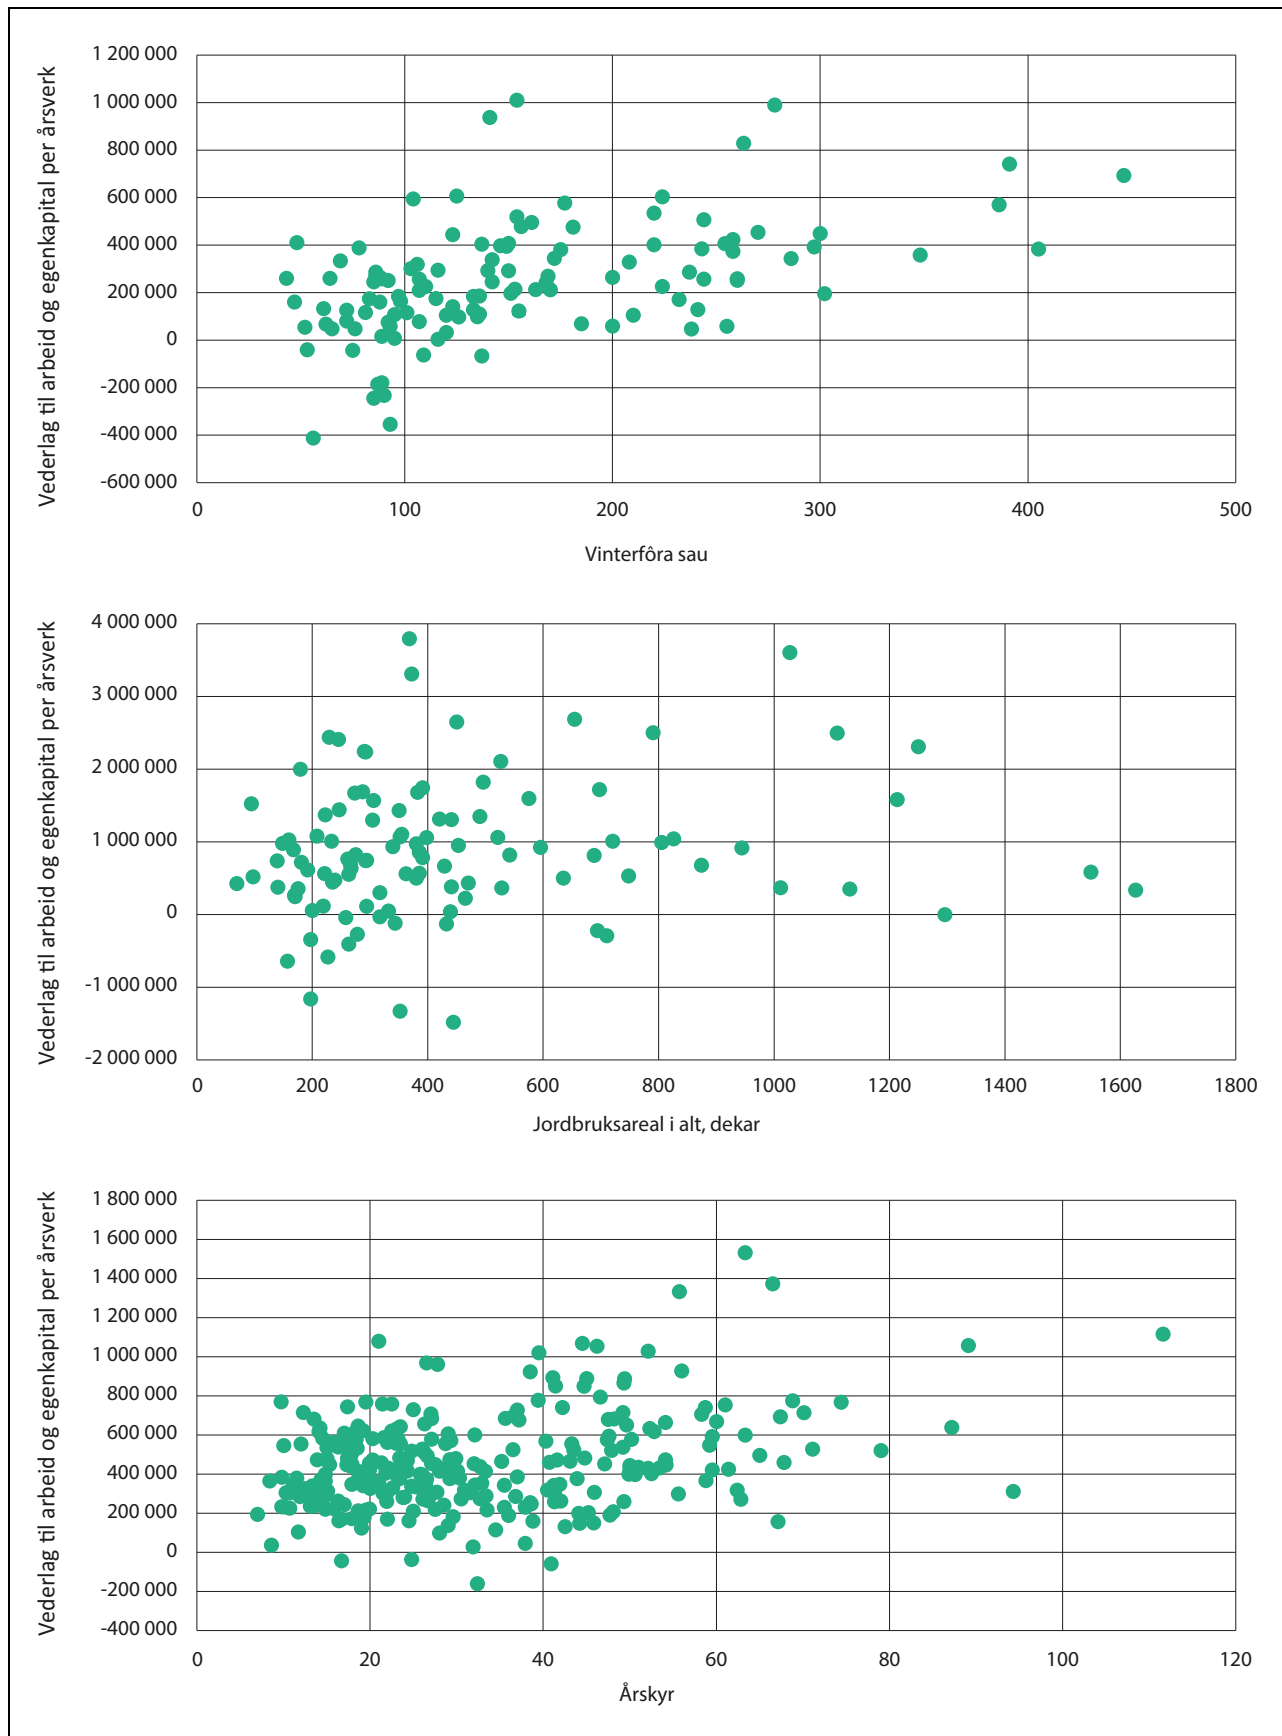 Vederlag til arbeid og egenkapital per årsverk
1 200 000
1 000 000
800 000
600 000
400 000
200 000
0
-200 000
-400 000
-600 000
0 100 200 300 400 500
Vinterfôra sau
Vederlag til arbeid og egenkapital per årsverk
4 000 000
3 000 000
2 000 000
1 000 000
0
-1 000 000
-2 000 000
0 200 400 600 800 1000 1200 1400 1600 1800
Jordbruksareal i alt, dekar
Vederlag til arbeid og egenkapital per årsverk
1 800 000
1 600 000
1 400 000
1 200 000
1 000 000
800 000
600 000
400 000
200 000
0
-200 000
-400 000
0 20 40 60 80 100 120
Årskyr